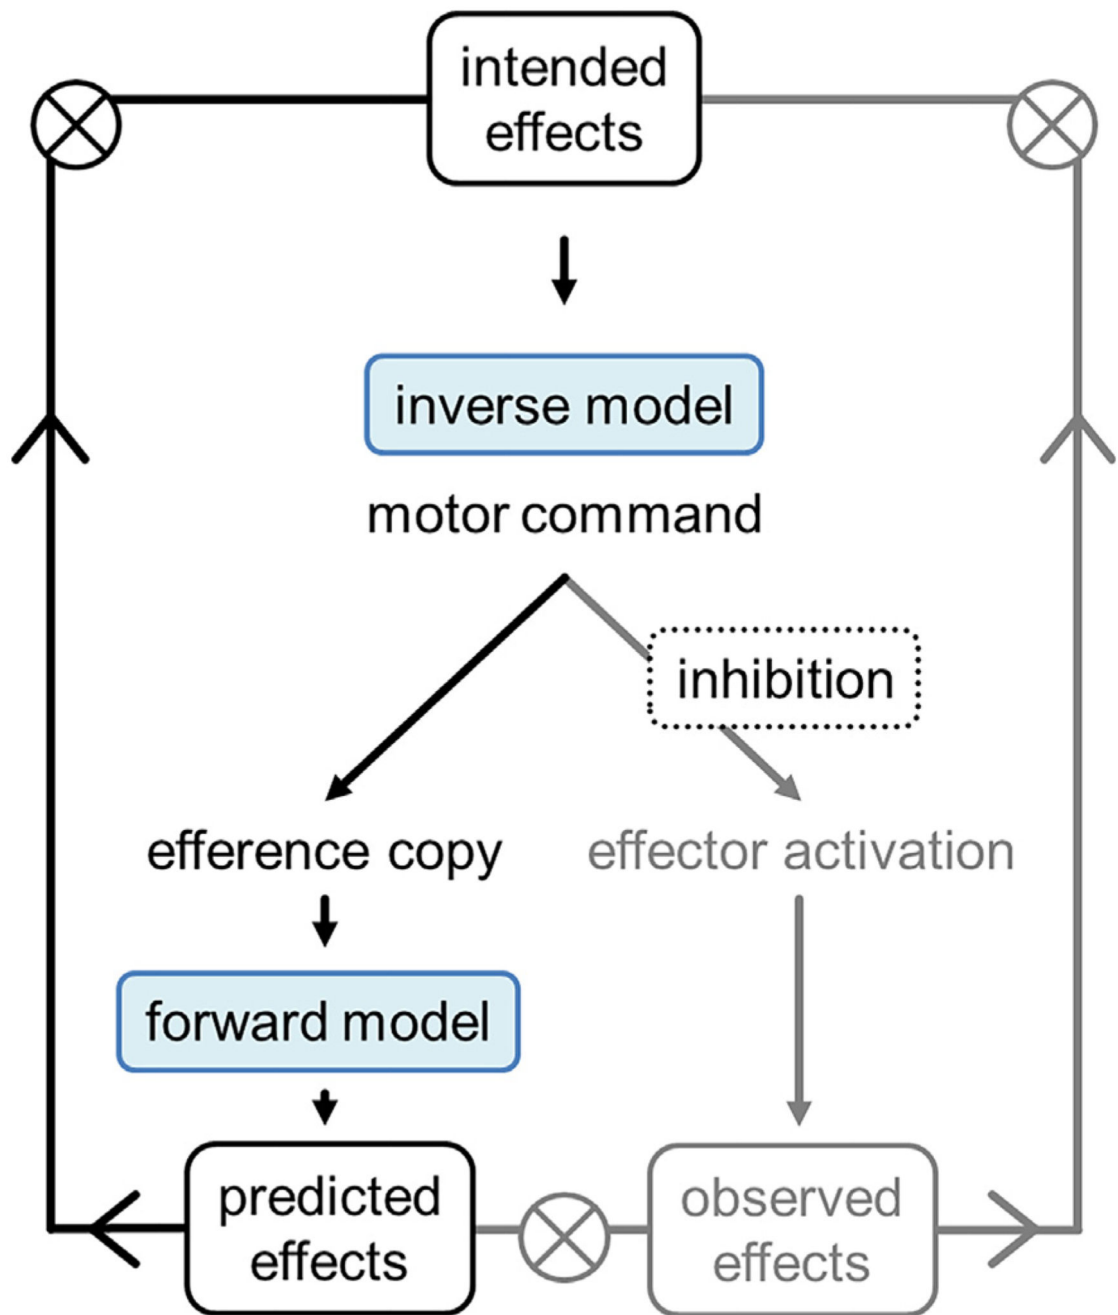 intended
effects
inverse model
motor command
inhibition
efference copy
effector activation
forward model
predicted
effects
observed
effects